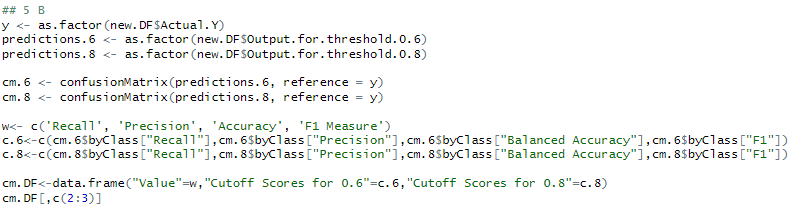 ## 5 B
y <- as.factor(new.DF$Actual.Y)
predictions.6 <- as.factor(new.DF$Output.for.threshold.0.6)
predictions.8 <- as.factor(new.DF$Output.for.threshold.0.8)
cm.6 <- confusionMatrix(predictions.6, reference = y)
cm.8 <- confusionMatrix(predictions.8, reference = y)
w<- c('Recall', 'Precision', 'Accuracy', 'F1 Measure')
c.6<-c(cm.6$byClass["Recall"],cm.6$byClass["Precision"],cm.6$byClass["Balanced Accuracy"],cm.6$byClass["F1"])
c.8<-c(cm.8$byClass["Recall"],cm.8$byClass["Precision"],cm.8$byClass["Balanced Accuracy"],cm.8$byClass["F1"])
cm.DF<-data.frame("Value"=w,"Cutoff Scores for 0.6"=c.6,"Cutoff Scores for 0.8"=c.8)
cm.DF[,c(2:3)]